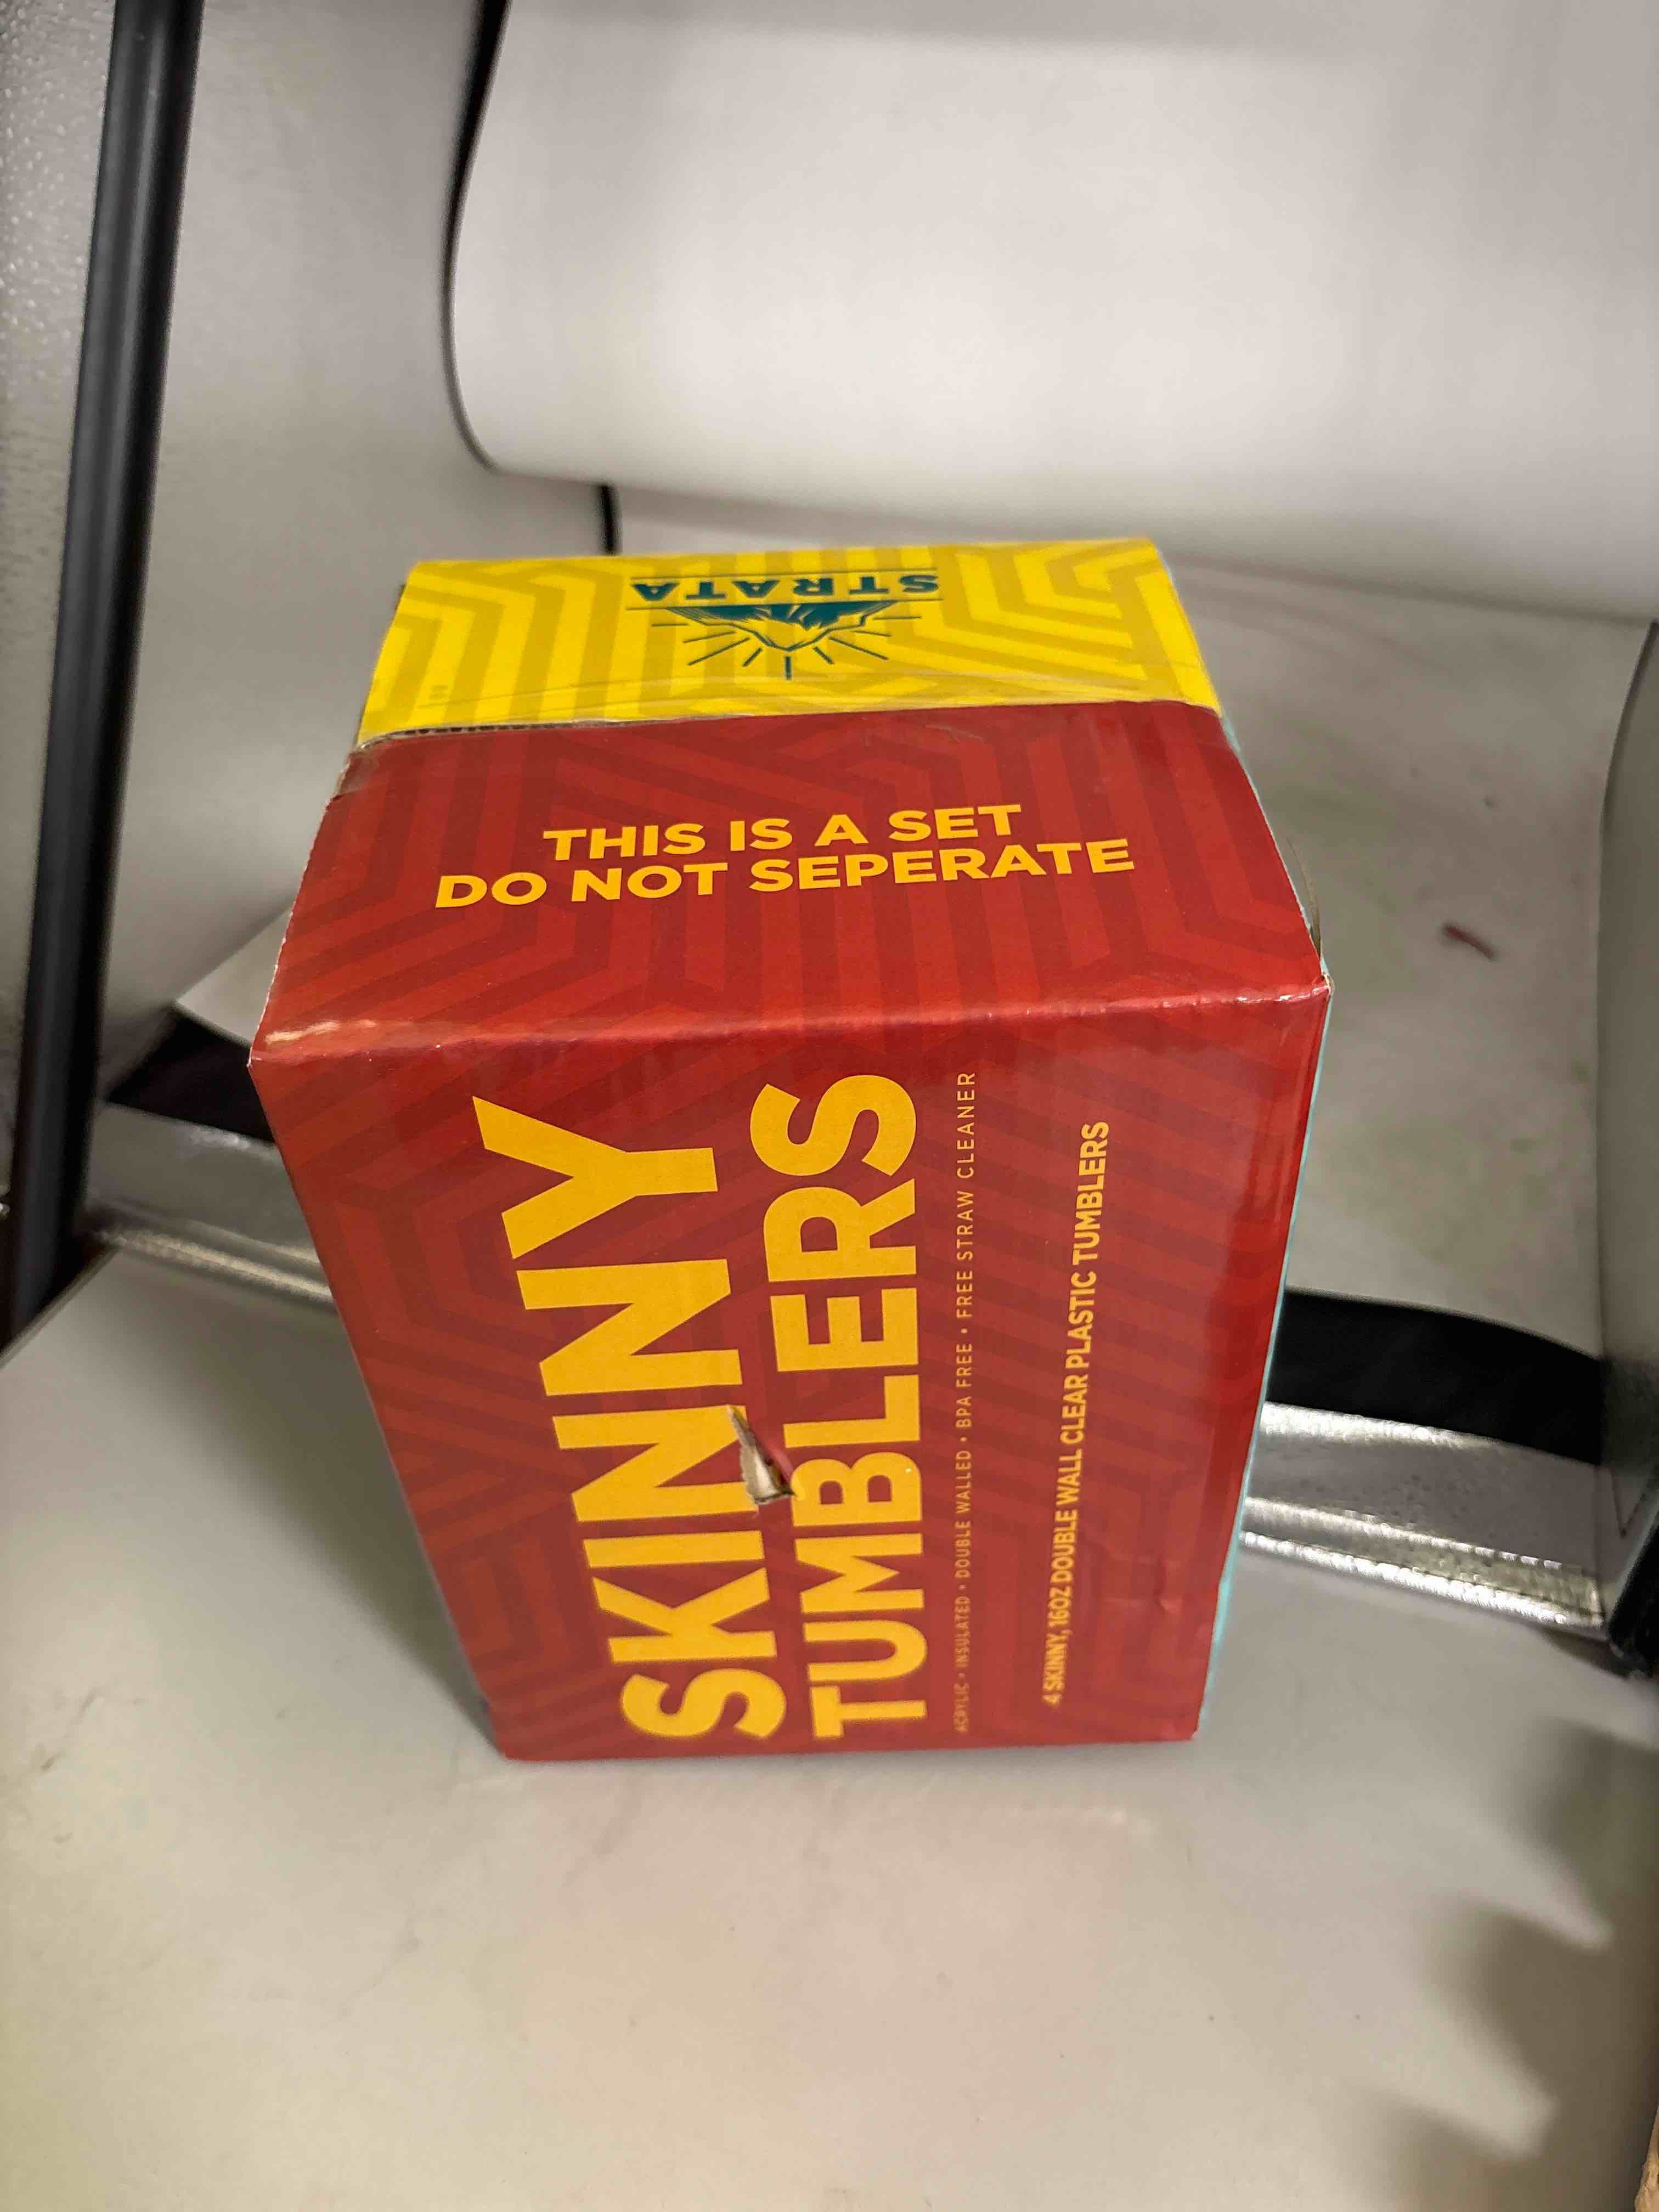 STRATA
THIS IS A SET
DO NOT SEPERATE
SKINNY
TUMBLERS
ACRYLIC • INSULATED • DOUBLE WALLED • BPA FREE • FREE STRAW CLEANER
4 SKINNY, 16OZ DOUBLE WALL CLEAR PLASTIC TUMBLERS